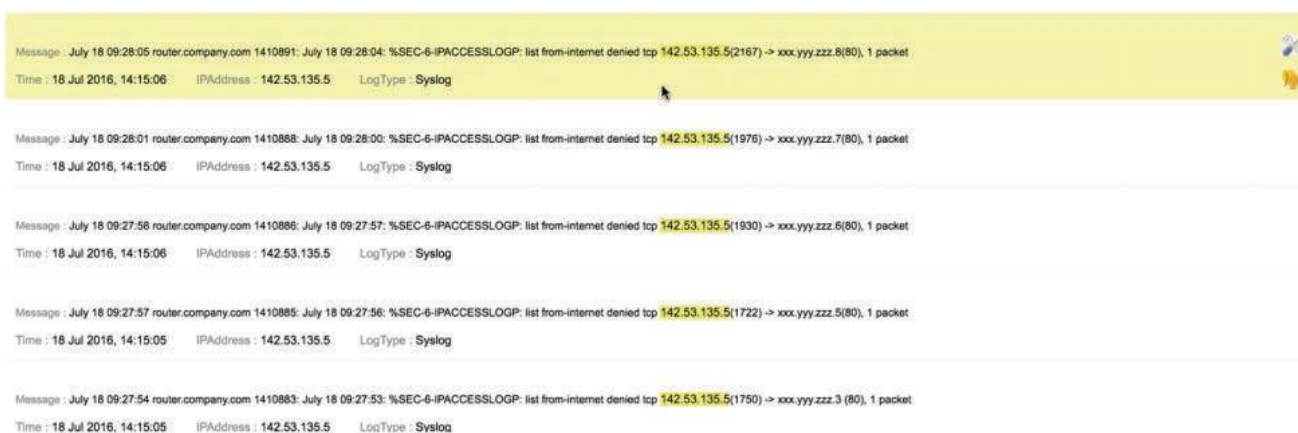 Message : July 18 09:28:05 router.company.com 1410891: July 18 09:28:04: %SEC-6-IPACCESSLOGP: list from-internet denied tcp 142.53.135.5(2167) -> xxx.yyy.zzz.8(80), 1 packet
Time : 18 Jul 2016, 14:15:06 IPAddress : 142.53.135.5 LogType : Syslog
Message : July 18 09:28:01 router.company.com 1410888: July 18 09:28:00: %SEC-6-IPACCESSLOGP: list from-internet denied tcp 142.53.135.5(1976) -> xxx.yyy.zzz.7(80), 1 packet
Time : 18 Jul 2016, 14:15:06 IPAddress : 142.53.135.5 LogType : Syslog
Message : July 18 09:27:58 router.company.com 1410886: July 18 09:27:57: %SEC-6-IPACCESSLOGP: list from-internet denied tcp 142.53.135.5(1930) -> xxx.yyy.zzz.6(80), 1 packet
Time : 18 Jul 2016, 14:15:06 IPAddress : 142.53.135.5 LogType : Syslog
Message : July 18 09:27:57 router.company.com 1410885: July 18 09:27:56: %SEC-6-IPACCESSLOGP: list from-internet denied tcp 142.53.135.5(1722) -> xxx.yyy.zzz.5(80), 1 packet
Time : 18 Jul 2016, 14:15:05 IPAddress : 142.53.135.5 LogType : Syslog
Message : July 18 09:27:54 router.company.com 1410883: July 18 09:27:53: %SEC-6-IPACCESSLOGP: list from-internet denied tcp 142.53.135.5(1750) -> xxx.yyy.zzz.3 (80), 1 packet
Time : 18 Jul 2016, 14:15:05 IPAddress : 142.53.135.5 LogType : Syslog